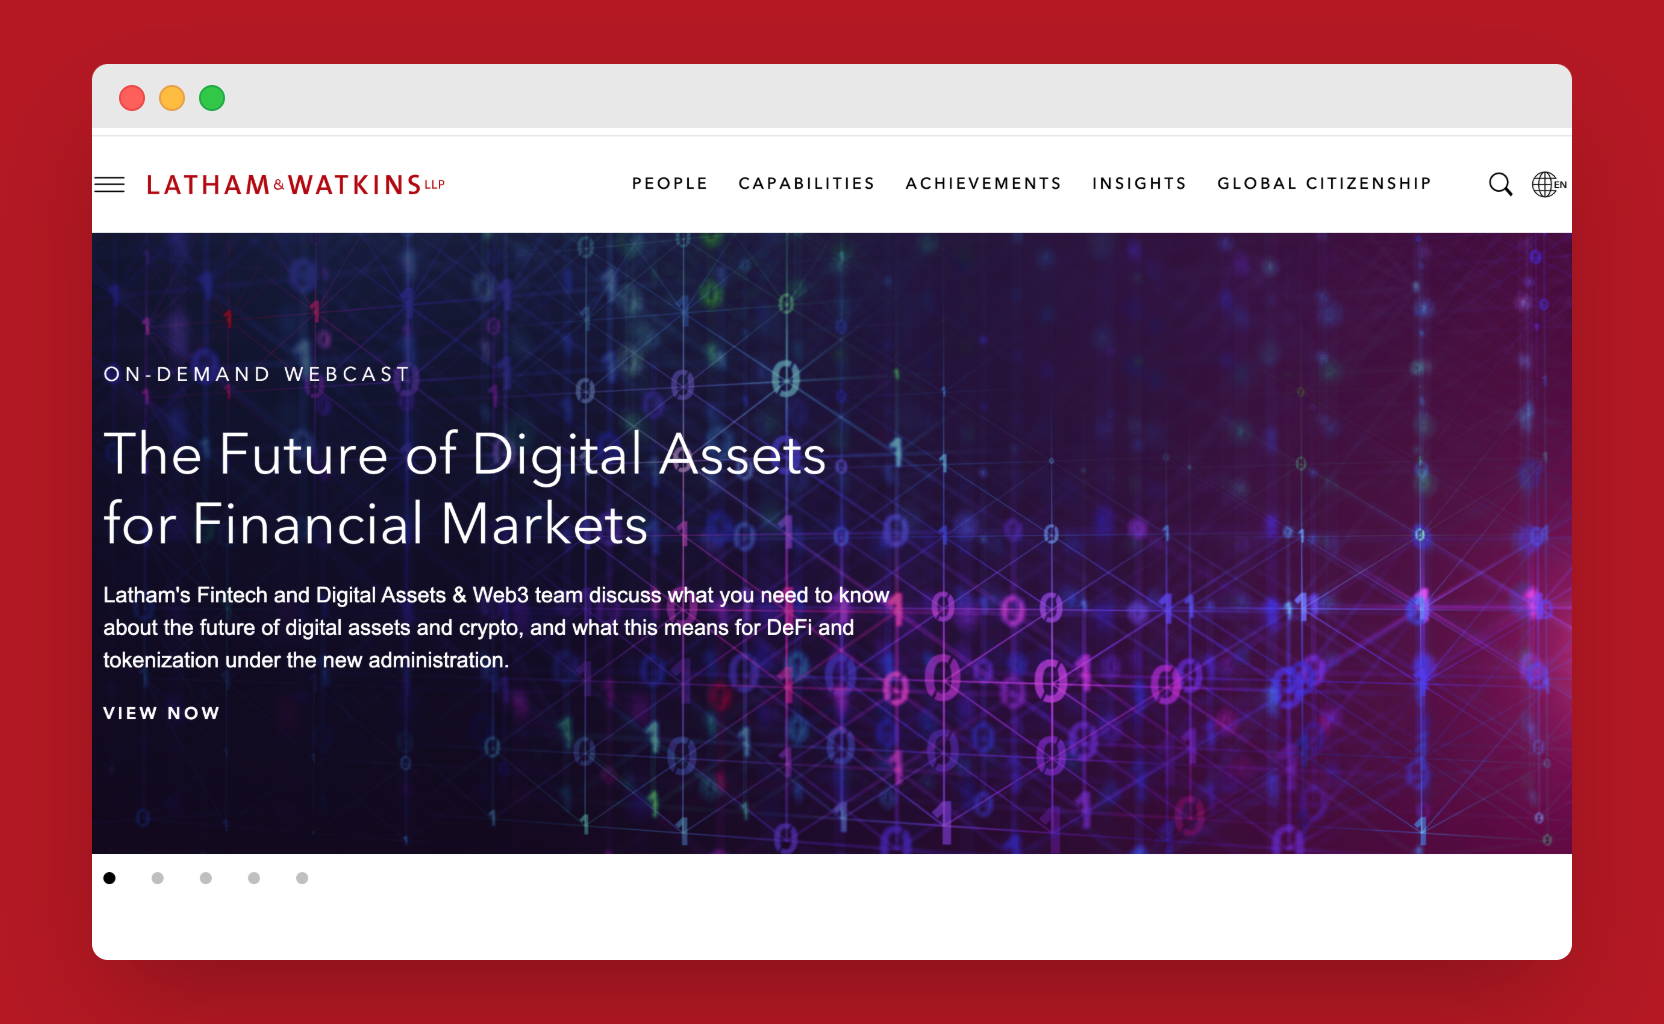 LATHAM&WATKINS LLP
PEOPLE CAPABILITIES ACHIEVEMENTS INSIGHTS GLOBAL CITIZENSHIP EN
ON-DEMAND WEBCAST
The Future of Digital Assets
for Financial Markets
Latham's Fintech and Digital Assets & Web3 team discuss what you need to know
about the future of digital assets and crypto, and what this means for DeFi and
tokenization under the new administration.
VIEW NOW